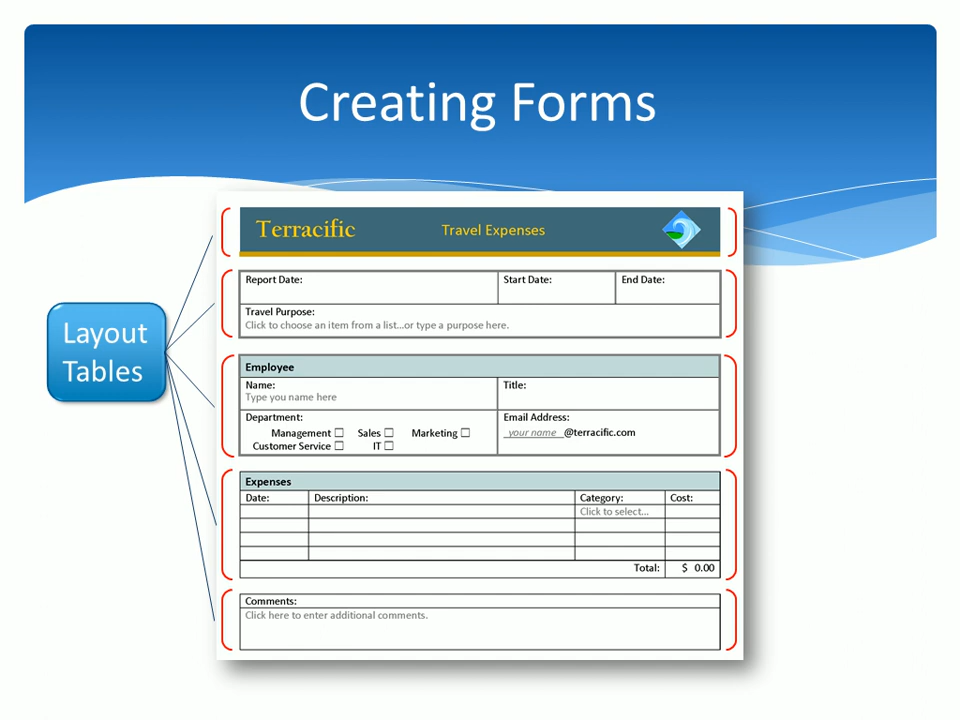 Creating Forms
Layout
Tables
Terracific Travel Expenses
Report Date: Start Date: End Date:
Travel Purpose:
Click to choose an item from a list...or type a purpose here.
Employee
Name: Title:
Type you name here
Department: Email Address:
Management ☐ Sales ☐ Marketing ☐ _your name_@terracific.com
Customer Service ☐ IT ☐
Expenses
Date: Description: Category: Cost:
Click to select...
Total: $ 0.00
Comments:
Click here to enter additional comments.